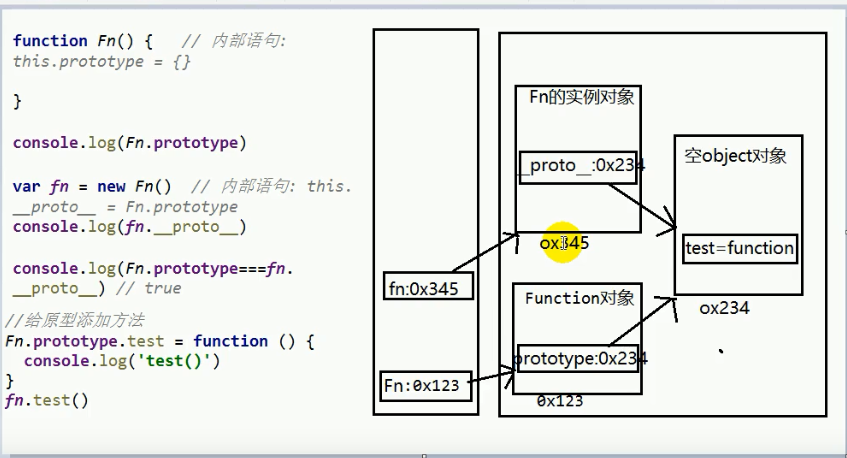 function Fn() {   // 内部语句:
this.prototype = {}
}
console.log(Fn.prototype)
var fn = new Fn()  // 内部语句: this.
__proto__ = Fn.prototype
console.log(fn.__proto__)
console.log(Fn.prototype===fn.
__proto__) // true
//给原型添加方法
Fn.prototype.test = function () {
  console.log('test()')
}
fn.test()
fn:0x345
Fn:0x123
Fn的实例对象
__proto__:0x234
ox345
Function对象
prototype:0x234
0x123
空object对象
test=function
ox234